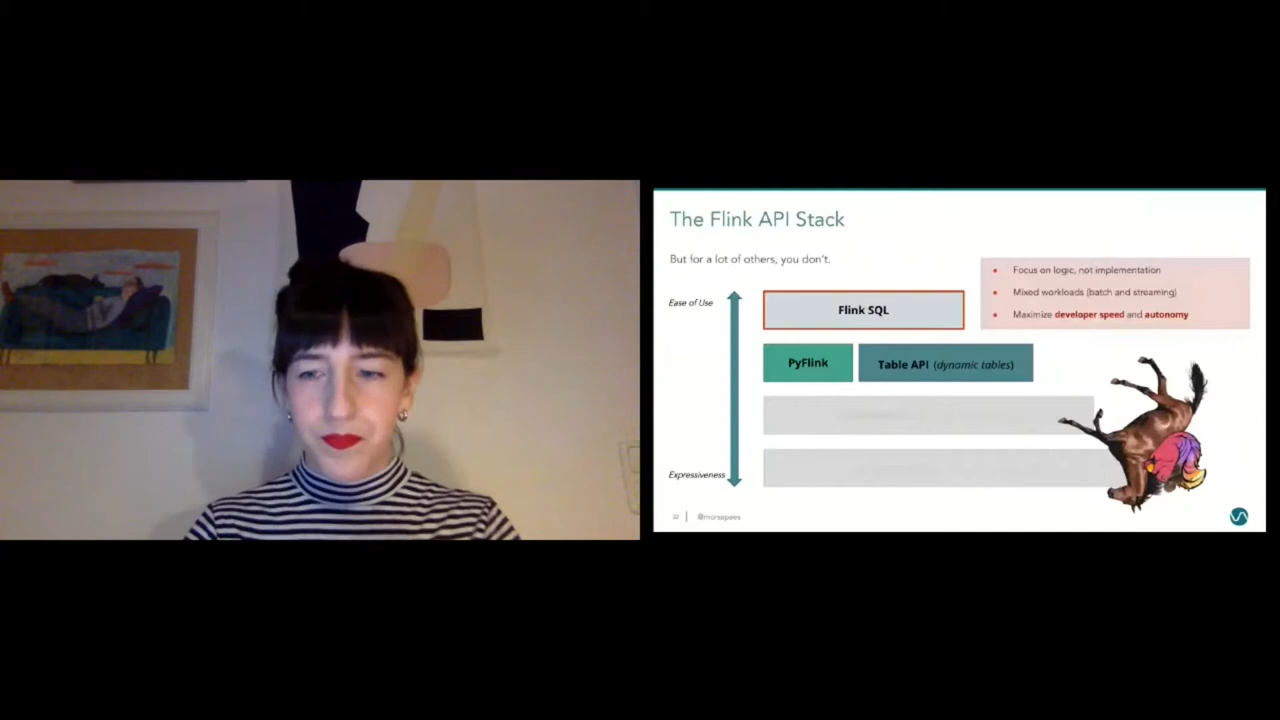 The Flink API Stack
But for a lot of others, you don't.
Ease of Use
Flink SQL
Focus on logic, not implementation
Mixed workloads (batch and streaming)
Maximize developer speed and autonomy
PyFlink
Table API (dynamic tables)
Expressiveness
@morsapaes